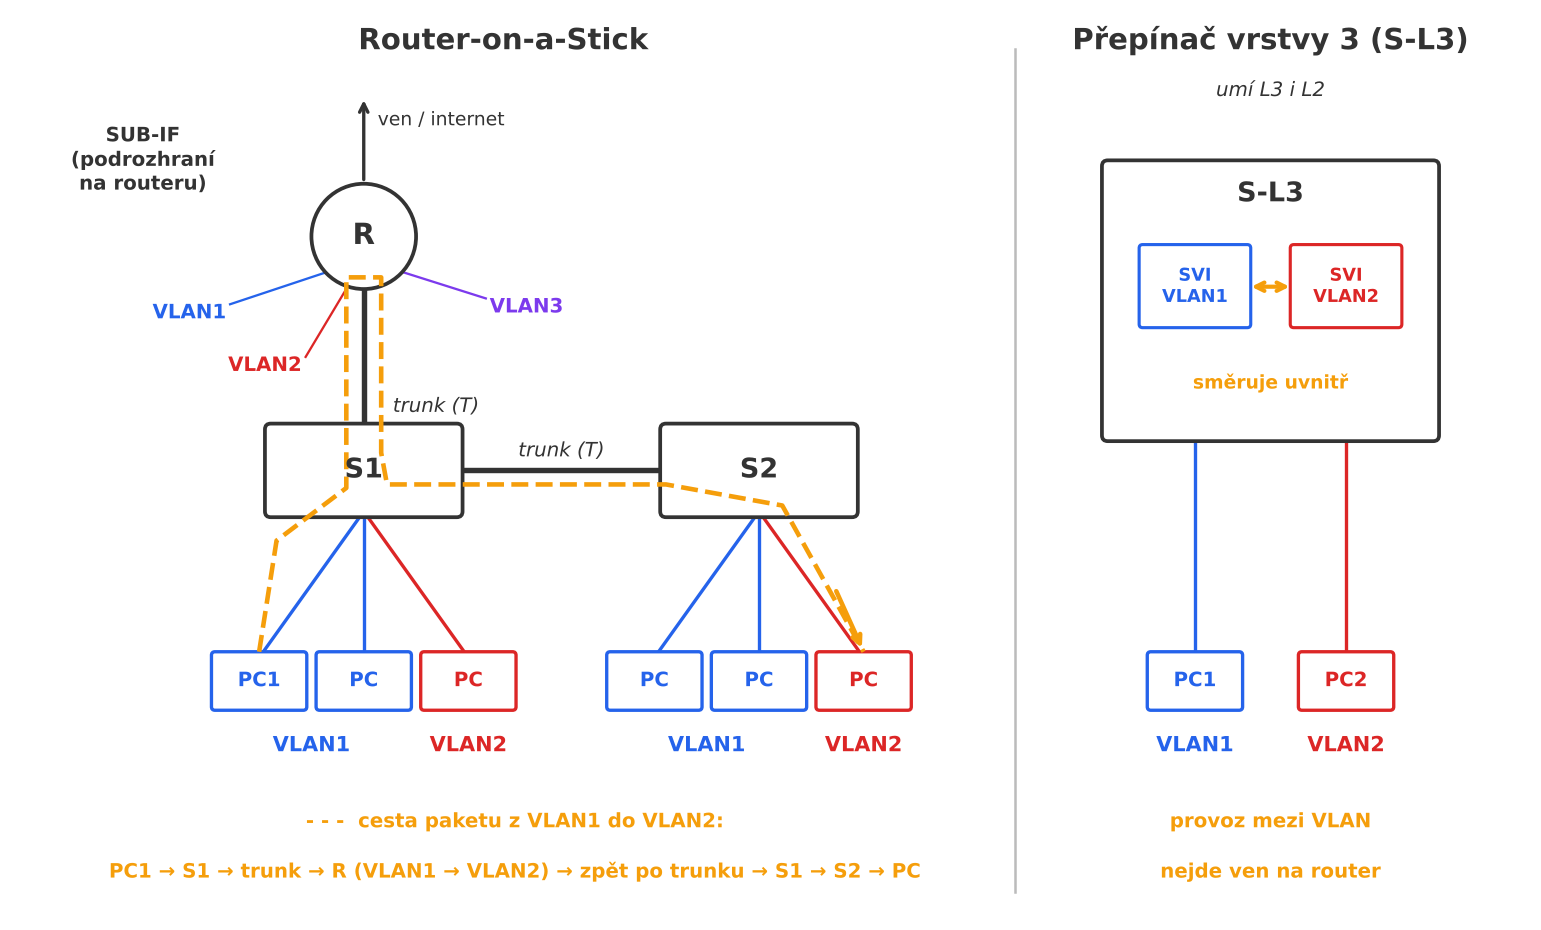 Router-on-a-Stick
ven / internet
SUB-IF
(podrozhraní
na routeru)
R
VLAN1
VLAN2
VLAN3
trunk (T)
trunk (T)
S1
S2
PC1
PC
PC
PC
PC
PC
VLAN1
VLAN2
VLAN1
VLAN2
- - - cesta paketu z VLAN1 do VLAN2:
PC1 → S1 → trunk → R (VLAN1 → VLAN2) → zpět po trunku → S1 → S2 → PC
Přepínač vrstvy 3 (S-L3)
umí L3 i L2
S-L3
SVI
VLAN1
SVI
VLAN2
směruje uvnitř
PC1
PC2
VLAN1
VLAN2
provoz mezi VLAN
nejde ven na router